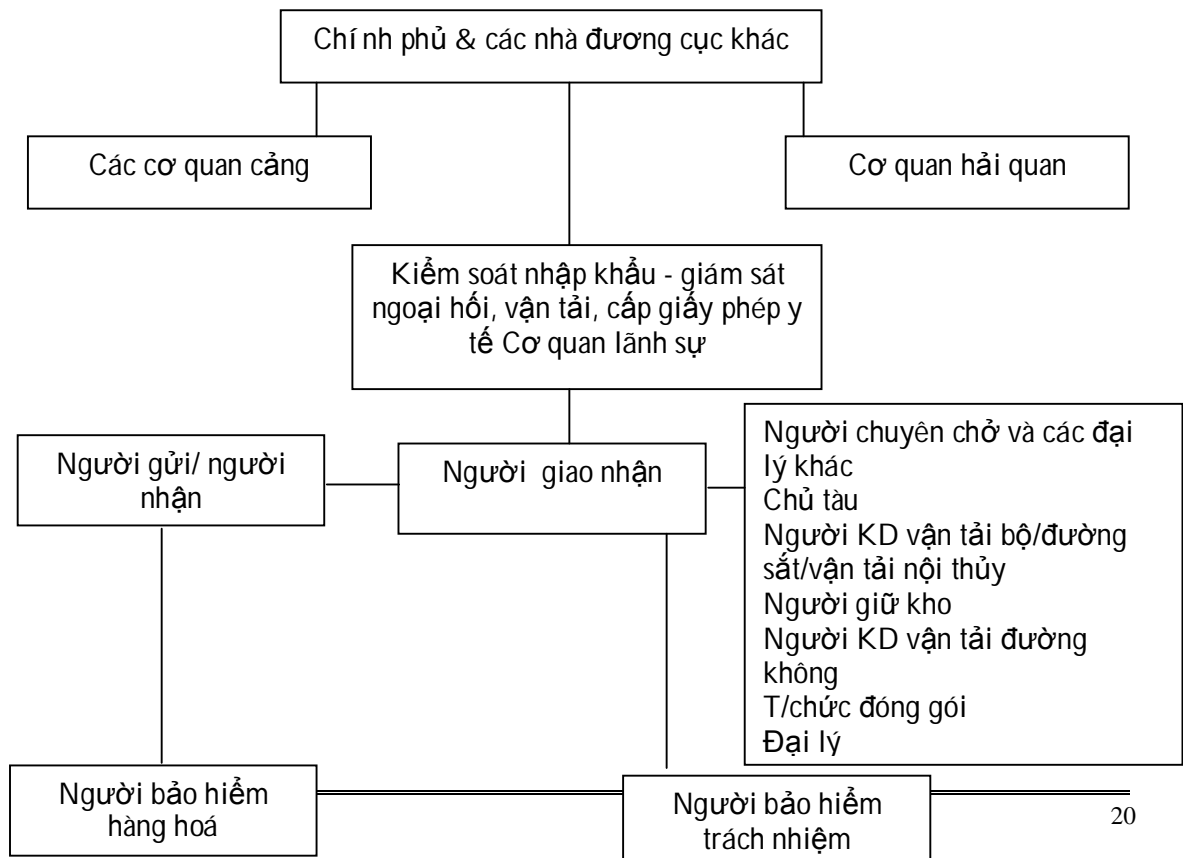 Chính phủ & các nhà đương cục khác
Các cơ quan cảng
Cơ quan hải quan
Kiểm soát nhập khẩu - giám sát
ngoại hối, vận tải, cấp giấy phép y
tế Cơ quan lãnh sự
Người gửi/ người
nhận
Người giao nhận
Người chuyên chở và các đại
lý khác
Chủ tàu
Người KD vận tải bộ/đường
sắt/vận tải nội thủy
Người giữ kho
Người KD vận tải đường
không
T/chức đóng gói
Đại lý
Người bảo hiểm
hàng hoá
Người bảo hiểm
trách nhiệm
20